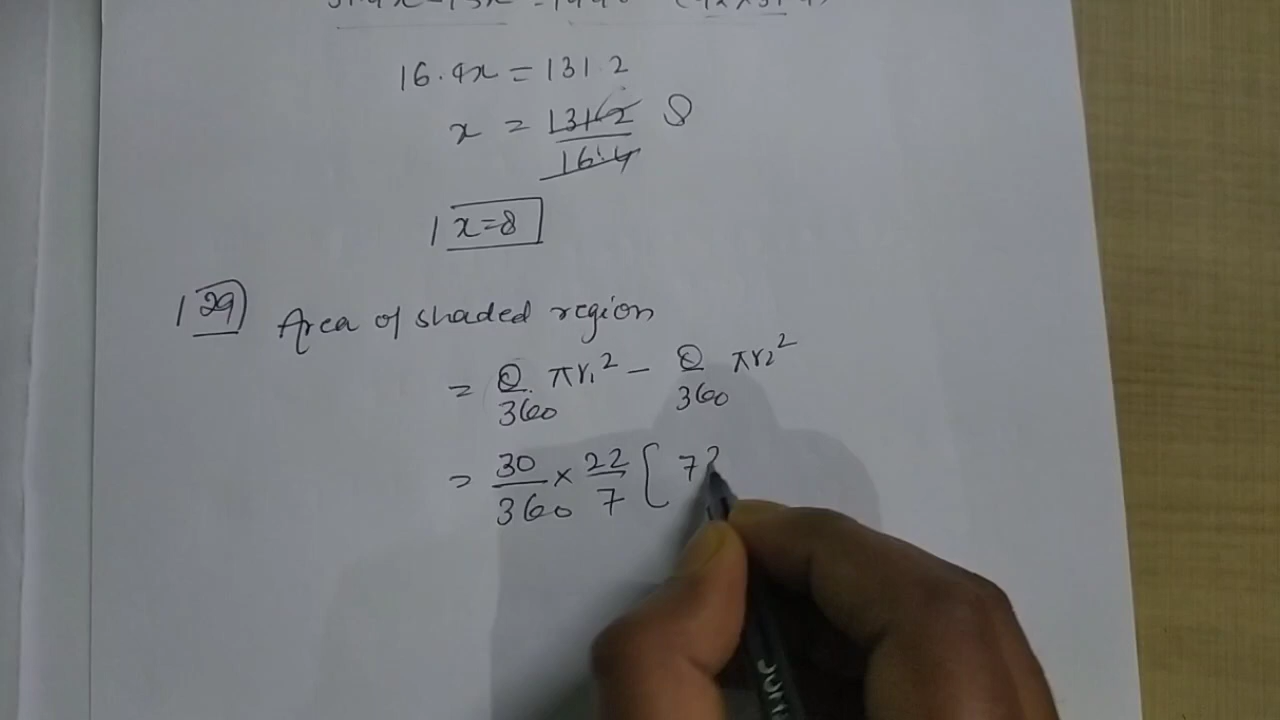 16.4x = 131.2
x = 131.2 / 16.4 8
x=8
29 Area of shaded region
= θ/360 πr₁² − θ/360 πr₂²
= 30/360 × 22/7 [ 7²